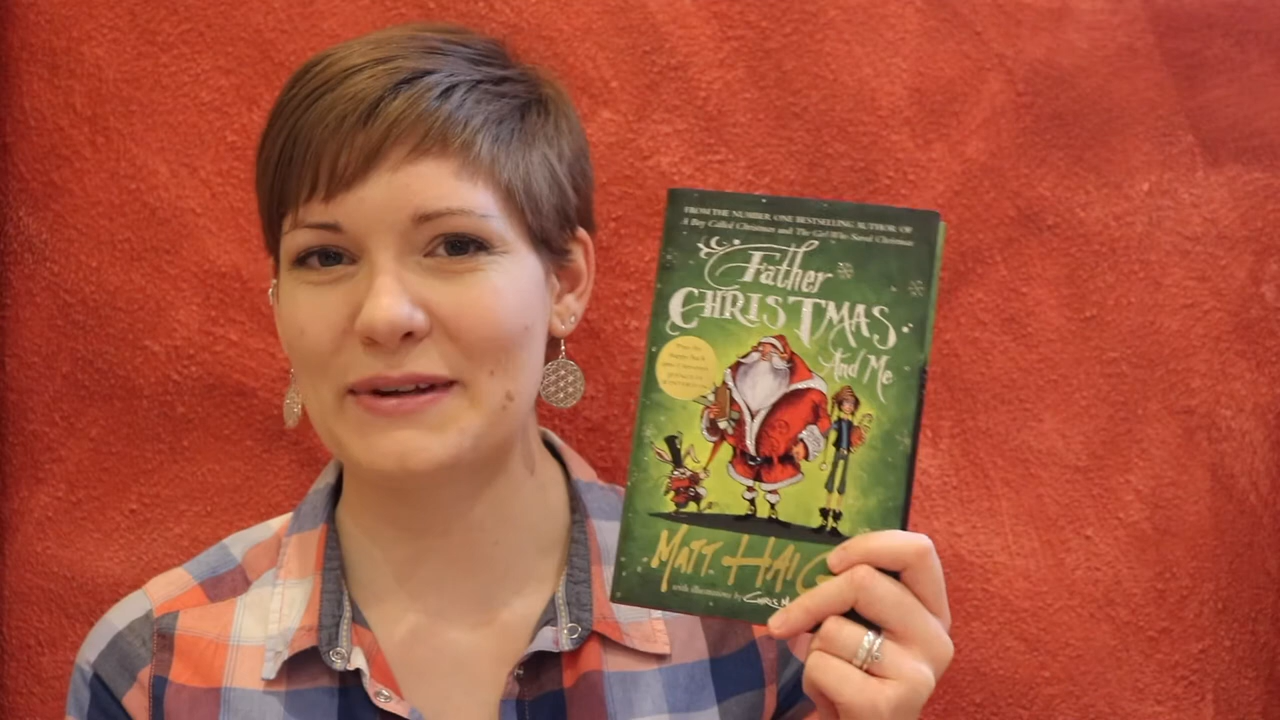 FROM THE NUMBER ONE BESTSELLING AUTHOR OF
A Boy Called Christmas and The Girl Who Saved Christmas
Father
CHRISTMAS
And Me
MATT HAIG
with illustrations by CHRIS M